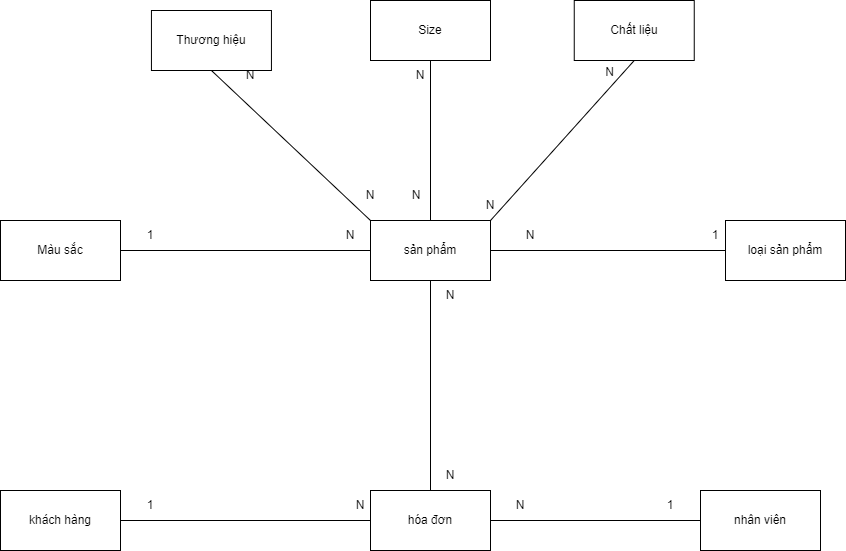 Thương hiệu
Size
Chất liệu
N
N
N
N
N
N
Màu sắc
1
N
sản phẩm
N
1
loại sản phẩm
N
N
khách hàng
1
N
hóa đơn
N
1
nhân viên